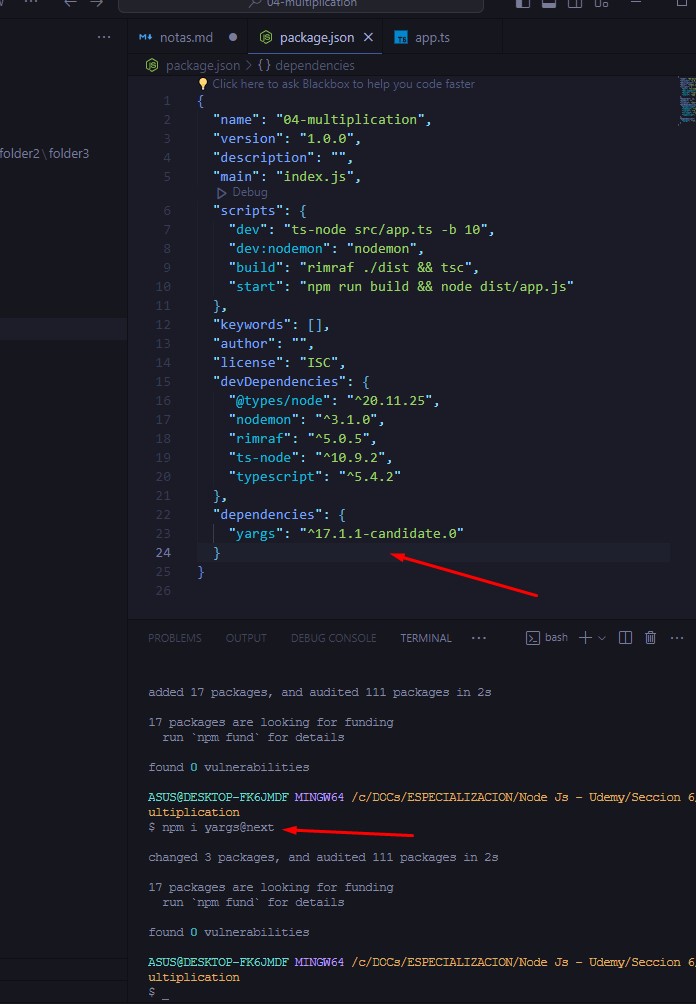 04-multiplication
notas.md
package.json
app.ts
package.json > {} dependencies
Click here to ask Blackbox to help you code faster
folder2\folder3
1 {
2 "name": "04-multiplication",
3 "version": "1.0.0",
4 "description": "",
5 "main": "index.js",
Debug
6 "scripts": {
7 "dev": "ts-node src/app.ts -b 10",
8 "dev:nodemon": "nodemon",
9 "build": "rimraf ./dist && tsc",
10 "start": "npm run build && node dist/app.js"
11 },
12 "keywords": [],
13 "author": "",
14 "license": "ISC",
15 "devDependencies": {
16 "@types/node": "^20.11.25",
17 "nodemon": "^3.1.0",
18 "rimraf": "^5.0.5",
19 "ts-node": "^10.9.2",
20 "typescript": "^5.4.2"
21 },
22 "dependencies": {
23 "yargs": "^17.1.1-candidate.0"
24 }
25 }
26
PROBLEMS OUTPUT DEBUG CONSOLE TERMINAL ··· bash
added 17 packages, and audited 111 packages in 2s
17 packages are looking for funding
run `npm fund` for details
found 0 vulnerabilities
ASUS@DESKTOP-FK6JMDF MINGW64 /c/DOCs/ESPECIALIZACION/Node Js - Udemy/Seccion 6/
ultiplication
$ npm i yargs@next
changed 3 packages, and audited 111 packages in 2s
17 packages are looking for funding
run `npm fund` for details
found 0 vulnerabilities
ASUS@DESKTOP-FK6JMDF MINGW64 /c/DOCs/ESPECIALIZACION/Node Js - Udemy/Seccion 6/
ultiplication
$ _